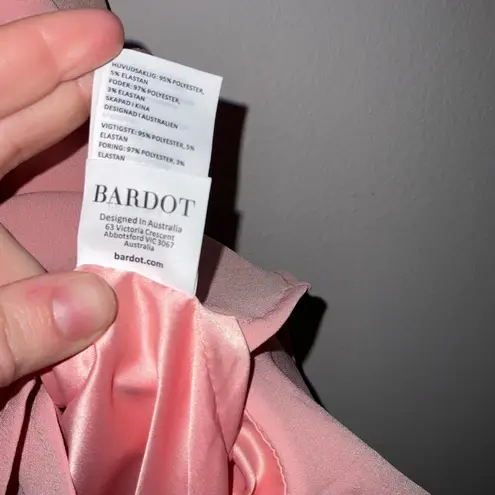 HUVUDSAKLIG: 95% POLYESTER,
5% ELASTAN
FODER: 97% POLYESTER,
3% ELASTAN
SKAPAD I KINA
DESIGNAD I AUSTRALIEN
VIGTIGSTE: 95% POLYESTER, 5%
ELASTAN
FORING: 97% POLYESTER, 3%
ELASTAN
BARDOT
Designed In Australia
63 Victoria Crescent
Abbotsford VIC 3067
Australia
bardot.com